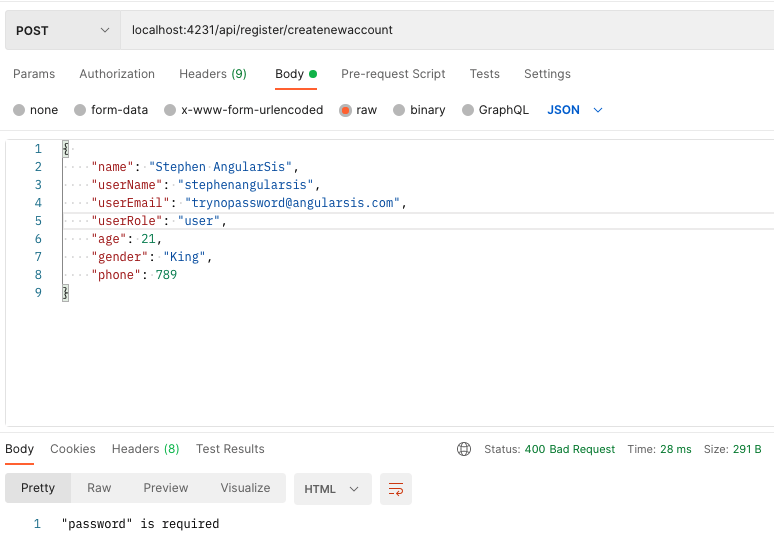 POST localhost:4231/api/register/createnewaccount
Params Authorization Headers (9) Body Pre-request Script Tests Settings
none form-data x-www-form-urlencoded raw binary GraphQL JSON
1 {
2 "name": "Stephen AngularSis",
3 "userName": "stephenangularsis",
4 "userEmail": "trynopassword@angularsis.com",
5 "userRole": "user",
6 "age": 21,
7 "gender": "King",
8 "phone": 789
9 }
Body Cookies Headers (8) Test Results Status: 400 Bad Request Time: 28 ms Size: 291 B
Pretty Raw Preview Visualize HTML
1 "password" is required